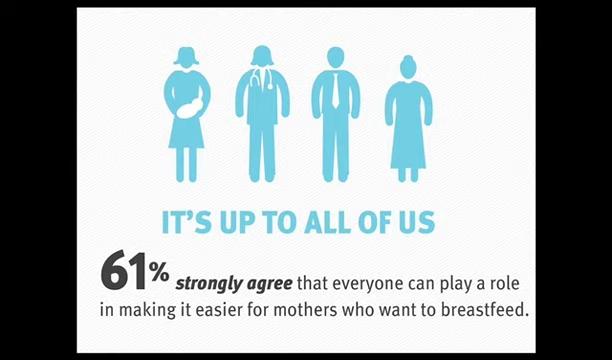 IT'S UP TO ALL OF US
61% strongly agree that everyone can play a role
in making it easier for mothers who want to breastfeed.